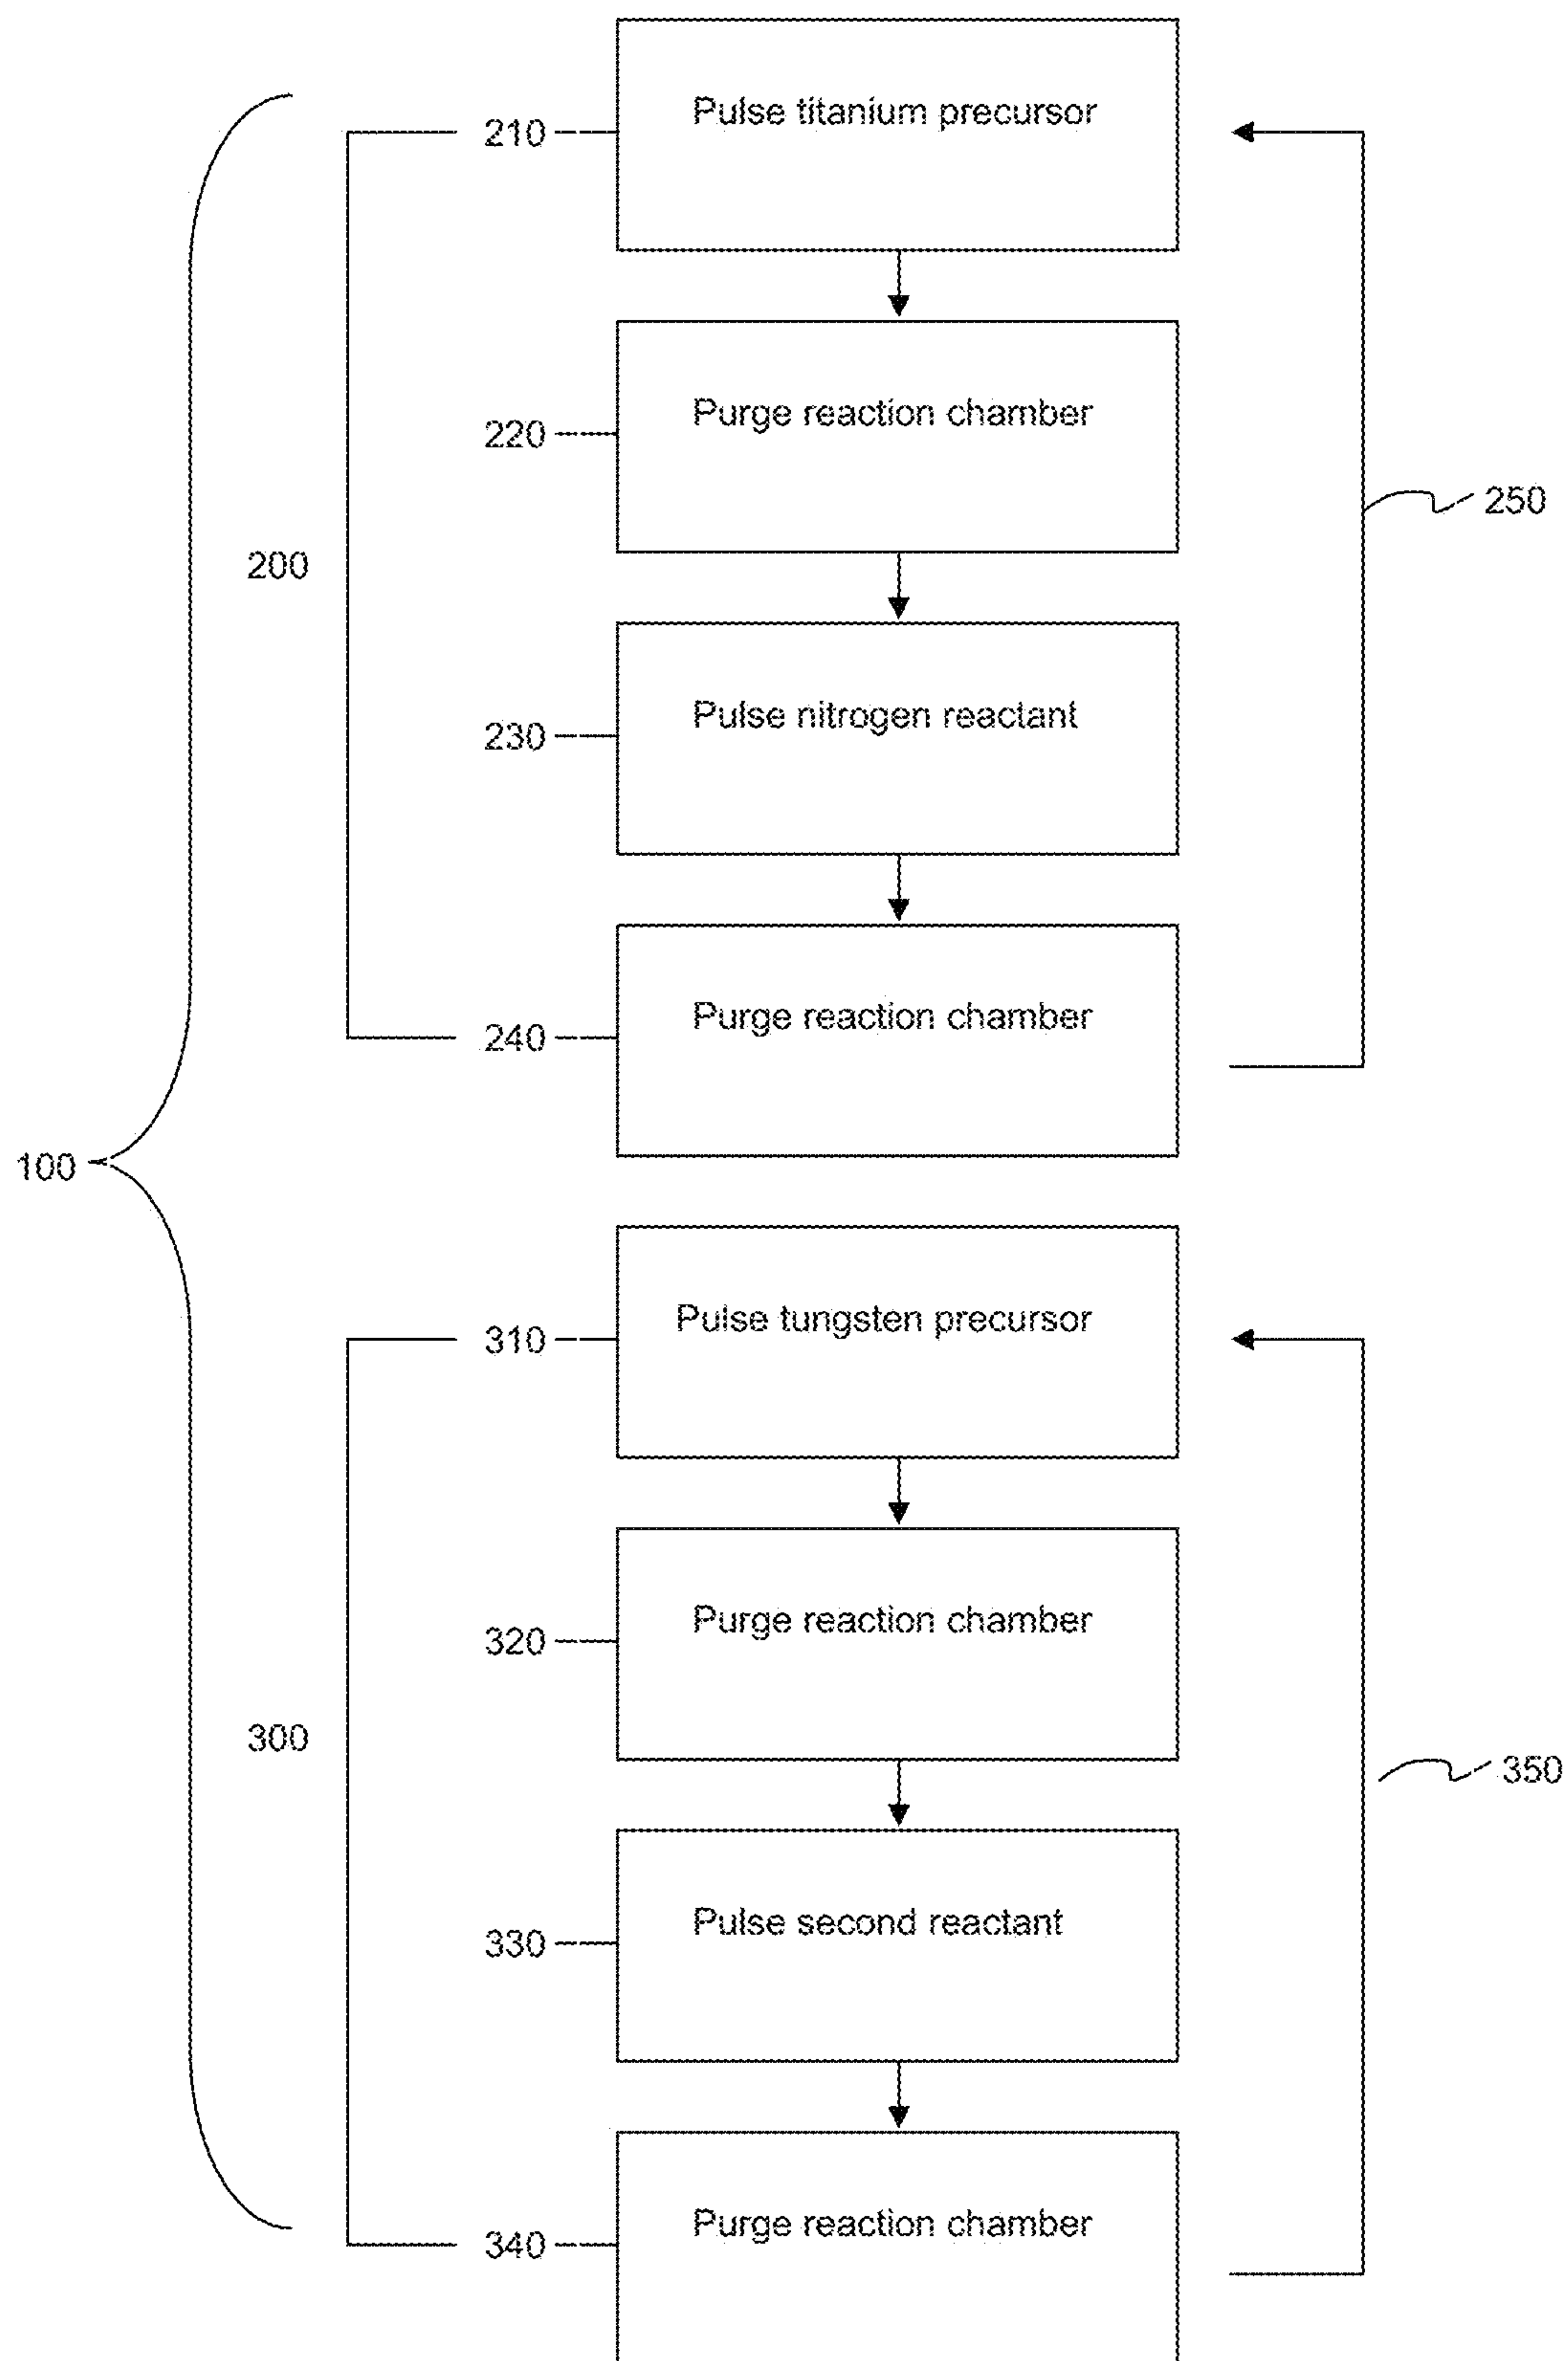 Pulse titanium precursor
210
Purge reaction chamber
220
250
200
Pulse nitrogen reactant
230
Purge reaction chamber
240
100
Pulse tungsten precursor
310
Purge reaction chamber
320
300
350
Pulse second reactant
330
Purge reaction chamber
340